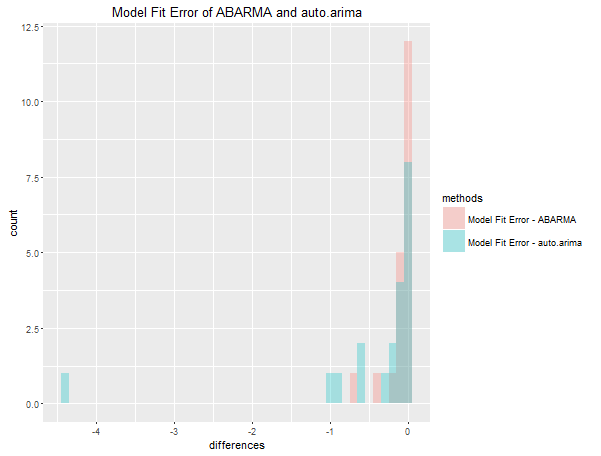 Model Fit Error of ABARMA and auto.arima
12.5
10.0
7.5
5.0
2.5
0.0
count
-4
-3
-2
-1
0
differences
methods
Model Fit Error - ABARMA
Model Fit Error - auto.arima